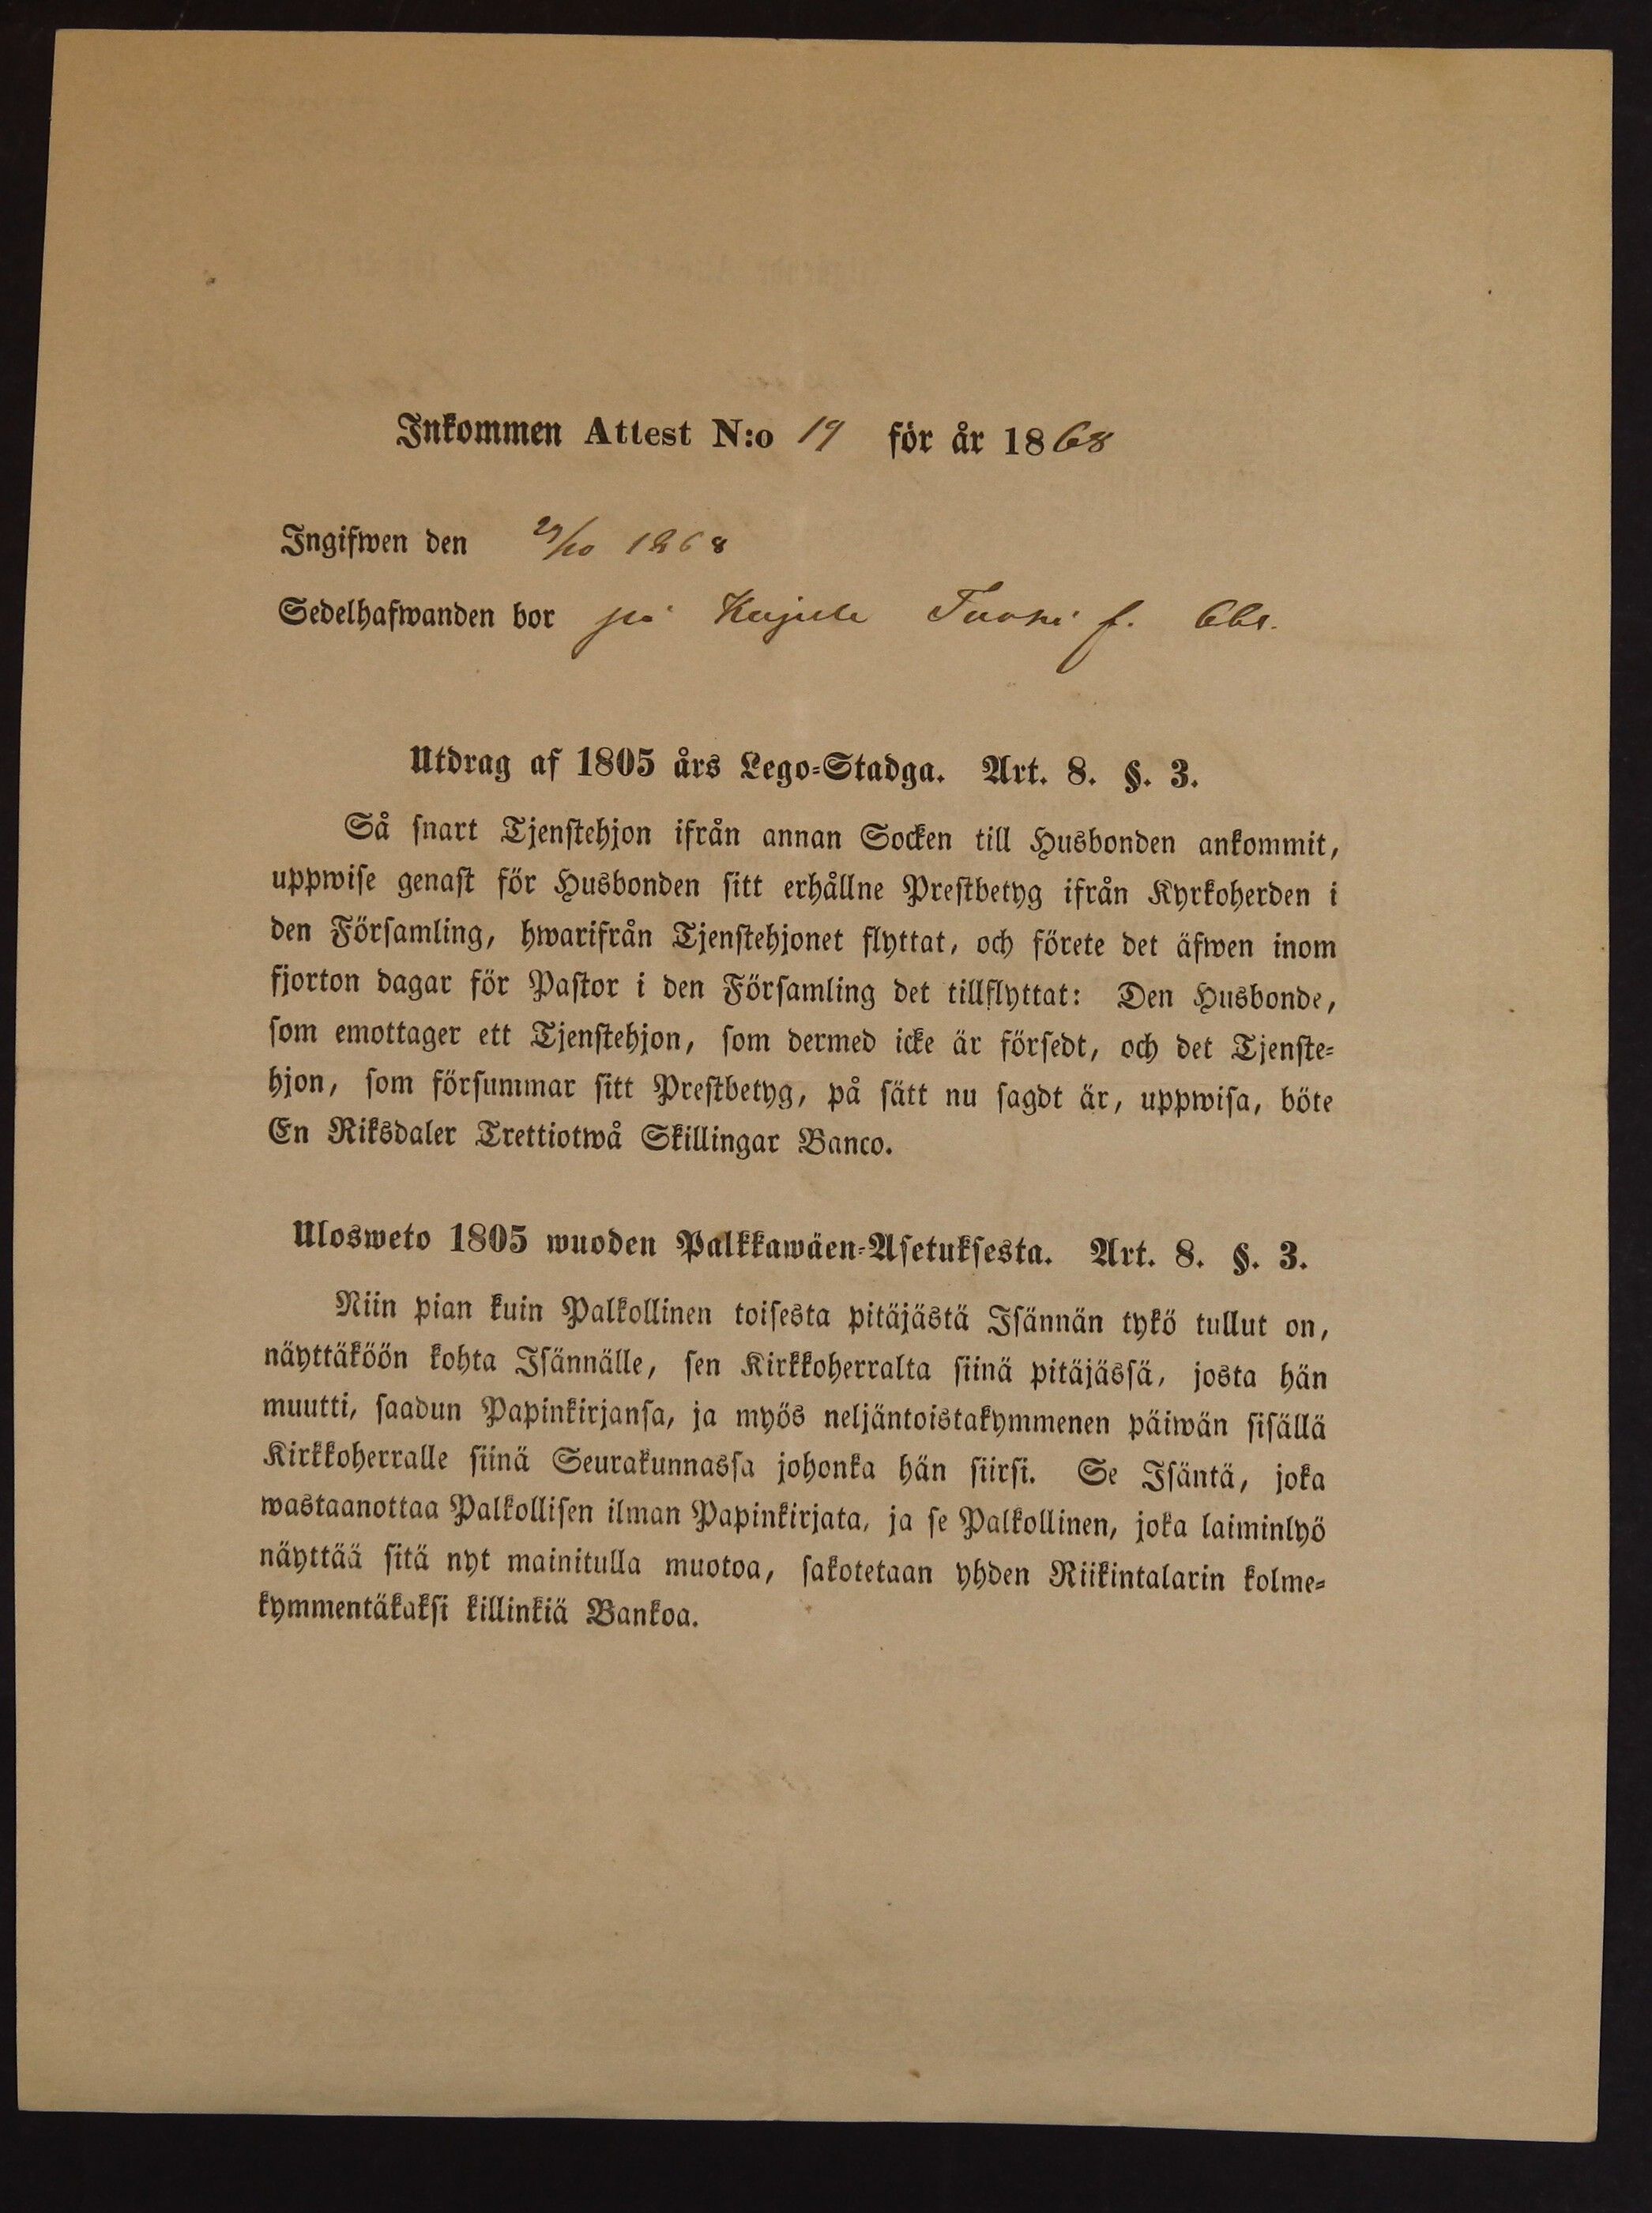 Inkommen Attest N:o 19 för år 1868
Ingifwen den 29/10 1868
Sedelhafwanden bor på
Utdrag af 1805 års Lego-Stadga. Art. 8. §. 3.
Så snart Tjenstehjon ifrån annan Socken till Husbonden ankommit,
uppwise genast för Husbonden sitt erhållne Prestbetyg ifrån Kyrkoherden i
den Församling, hwarifrån Tjenstehjonet flyttat, och förete det äfwen inom
fjorton dagar för Pastor i den Församling det tillflyttat: Den Husbonde,
som emottager ett Tjenstehjon, som dermed icke är försedt, och det Tjenste-
hjon, som försummar sitt Prestbetyg, på sätt nu sagdt är, uppwisa, böte
En Riksdaler Trettiotwå Skillingar Banco.
Ulosweto 1805 wuoden Palkkawäen-Asetuksesta. Art. 8. §. 3.
Niin pian kuin Palkollinen toisesta pitäjästä Isännän tykö tullut on,
näyttäköön kohta Isännälle, sen Kirkkoherralta siinä pitäjässä, josta hän
muutti, saadun Papinkirjansa, ja myös neljäntoistakymmenen päiwän sisällä
Kirkkoherralle siinä Seurakunnassa johonka hän siirsi. Se Isäntä, joka
wastaanottaa Palkollisen ilman Papinkirjata, ja se Palkollinen, joka laiminlyö
näyttää sitä nyt mainitulla muotoa, sakotetaan yhden Riikintalarin kolme-
kymmentäkaksi killinkiä Bankoa.